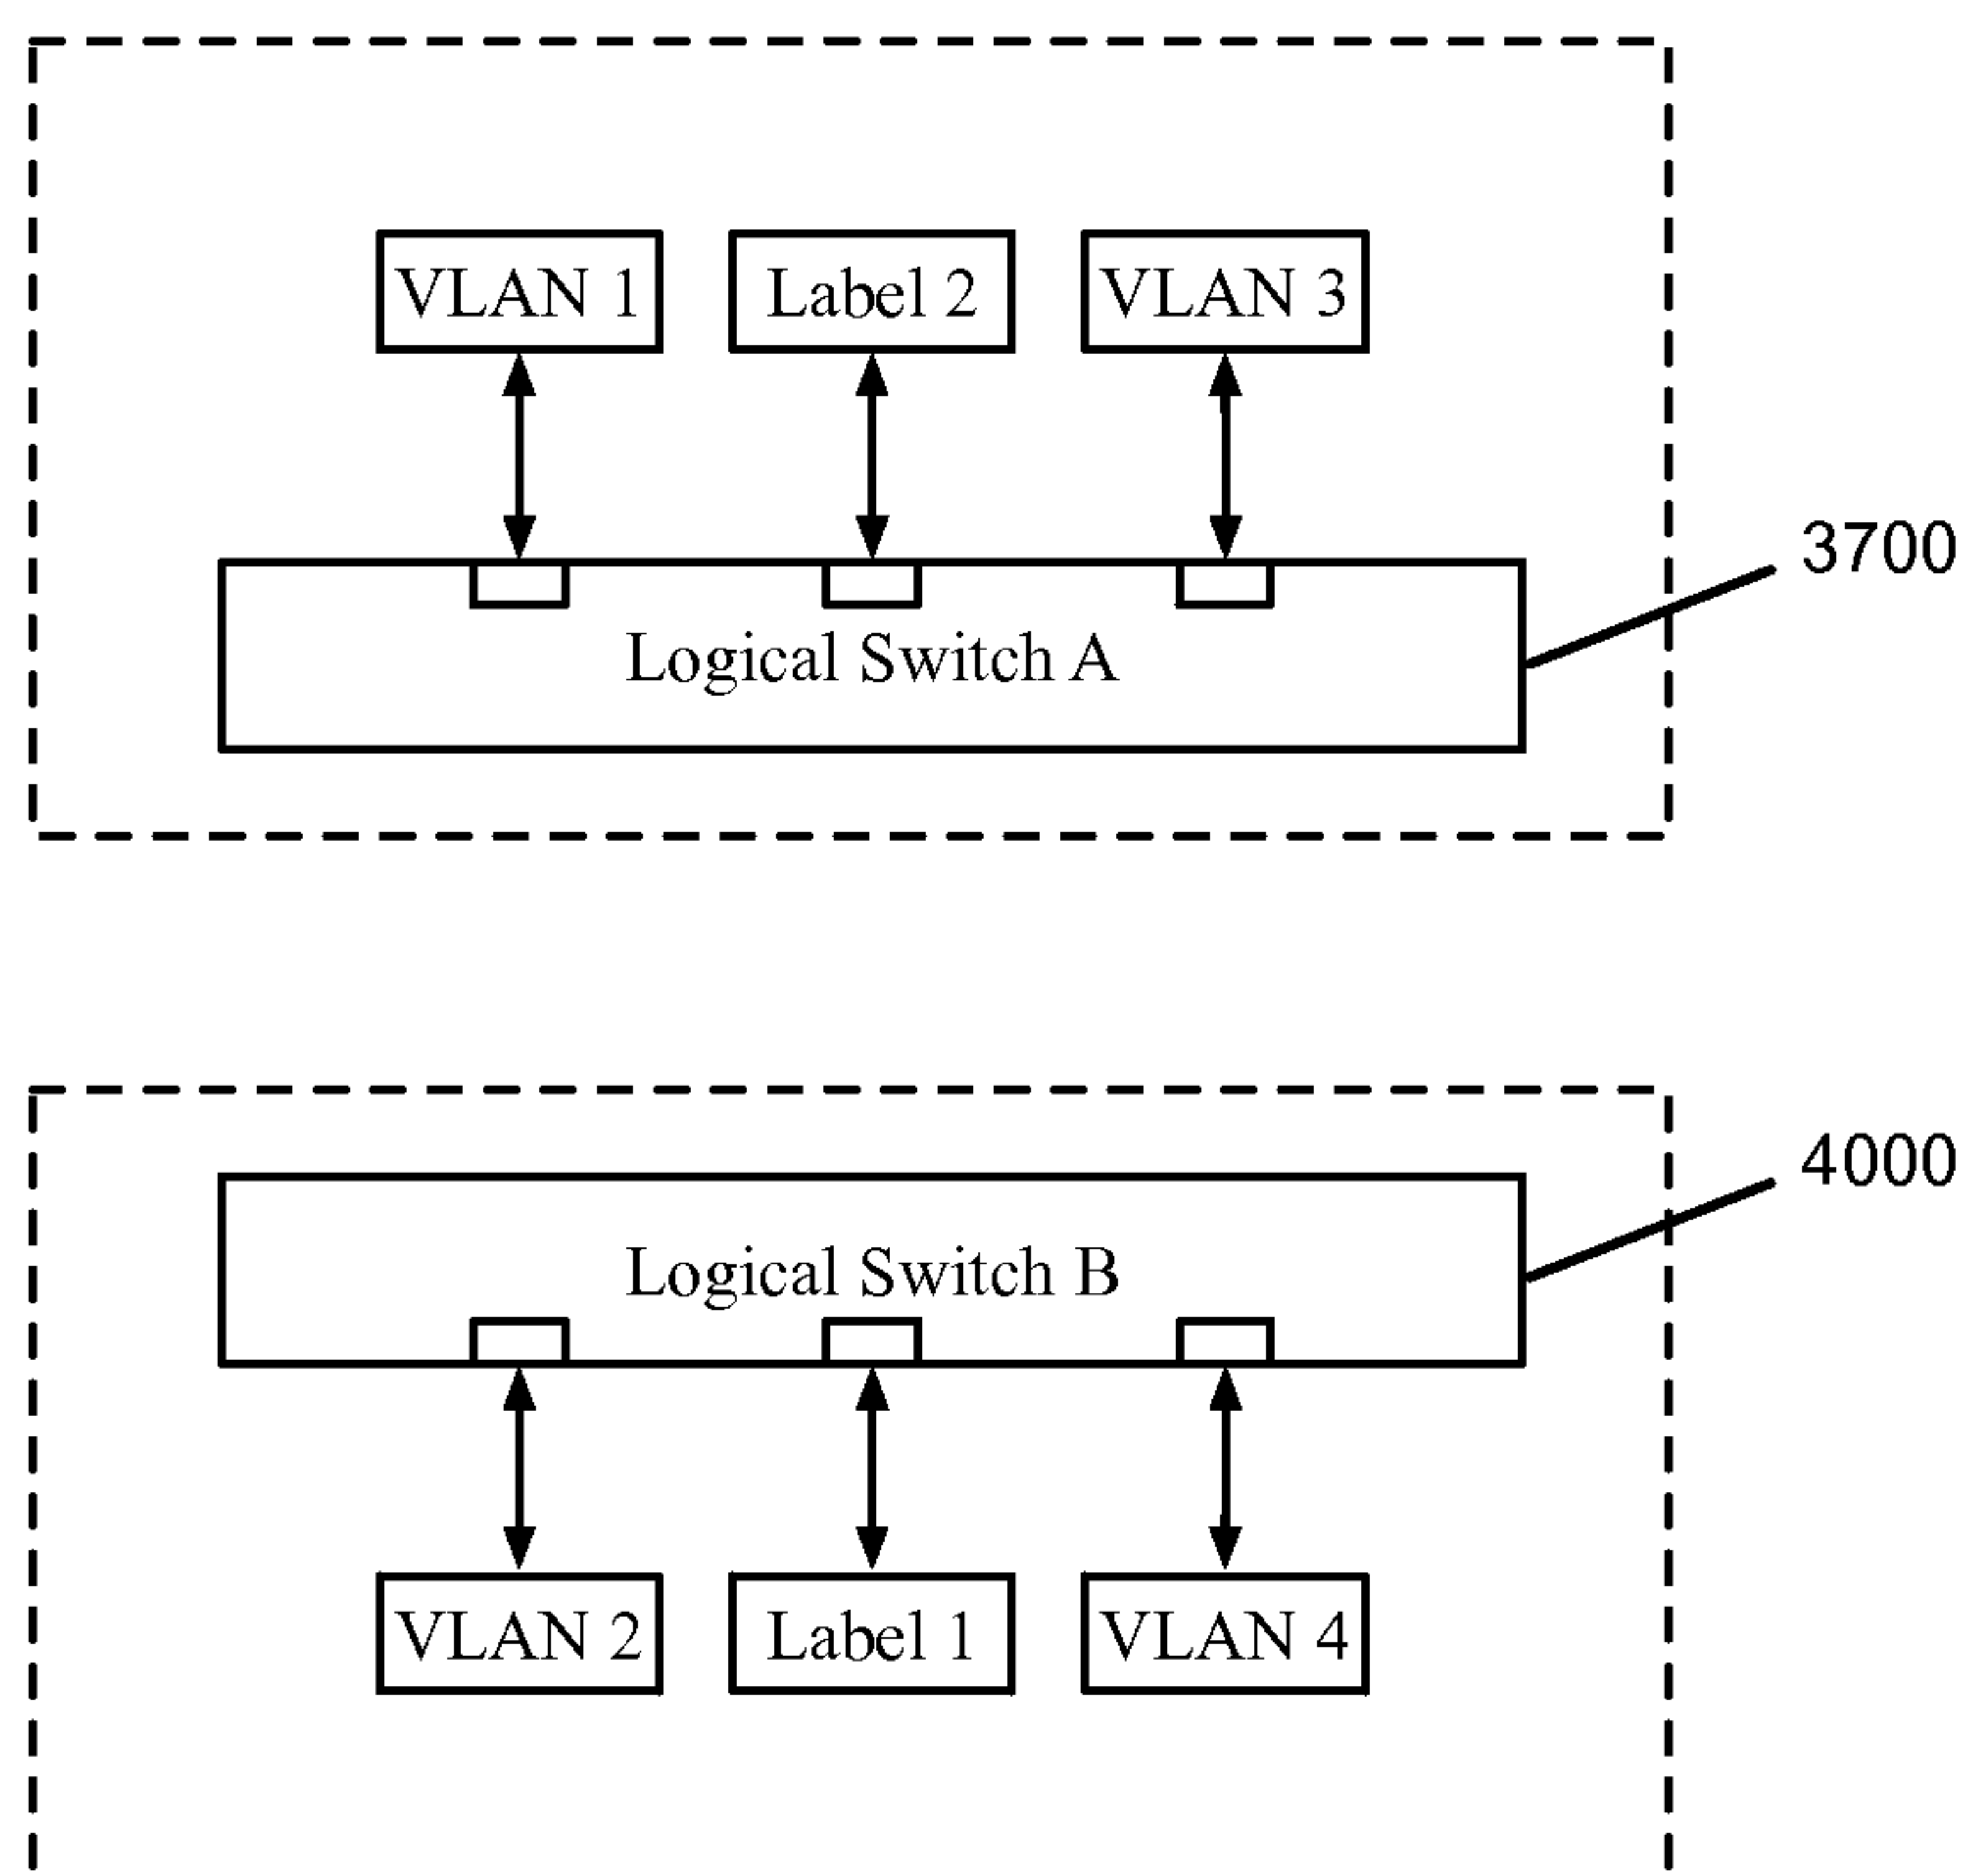 VLAN 1
Label 2
VLAN 3
3700
Logical Switch A
4000
Logical Switch B
VLAN 2
Label 1
VLAN 4